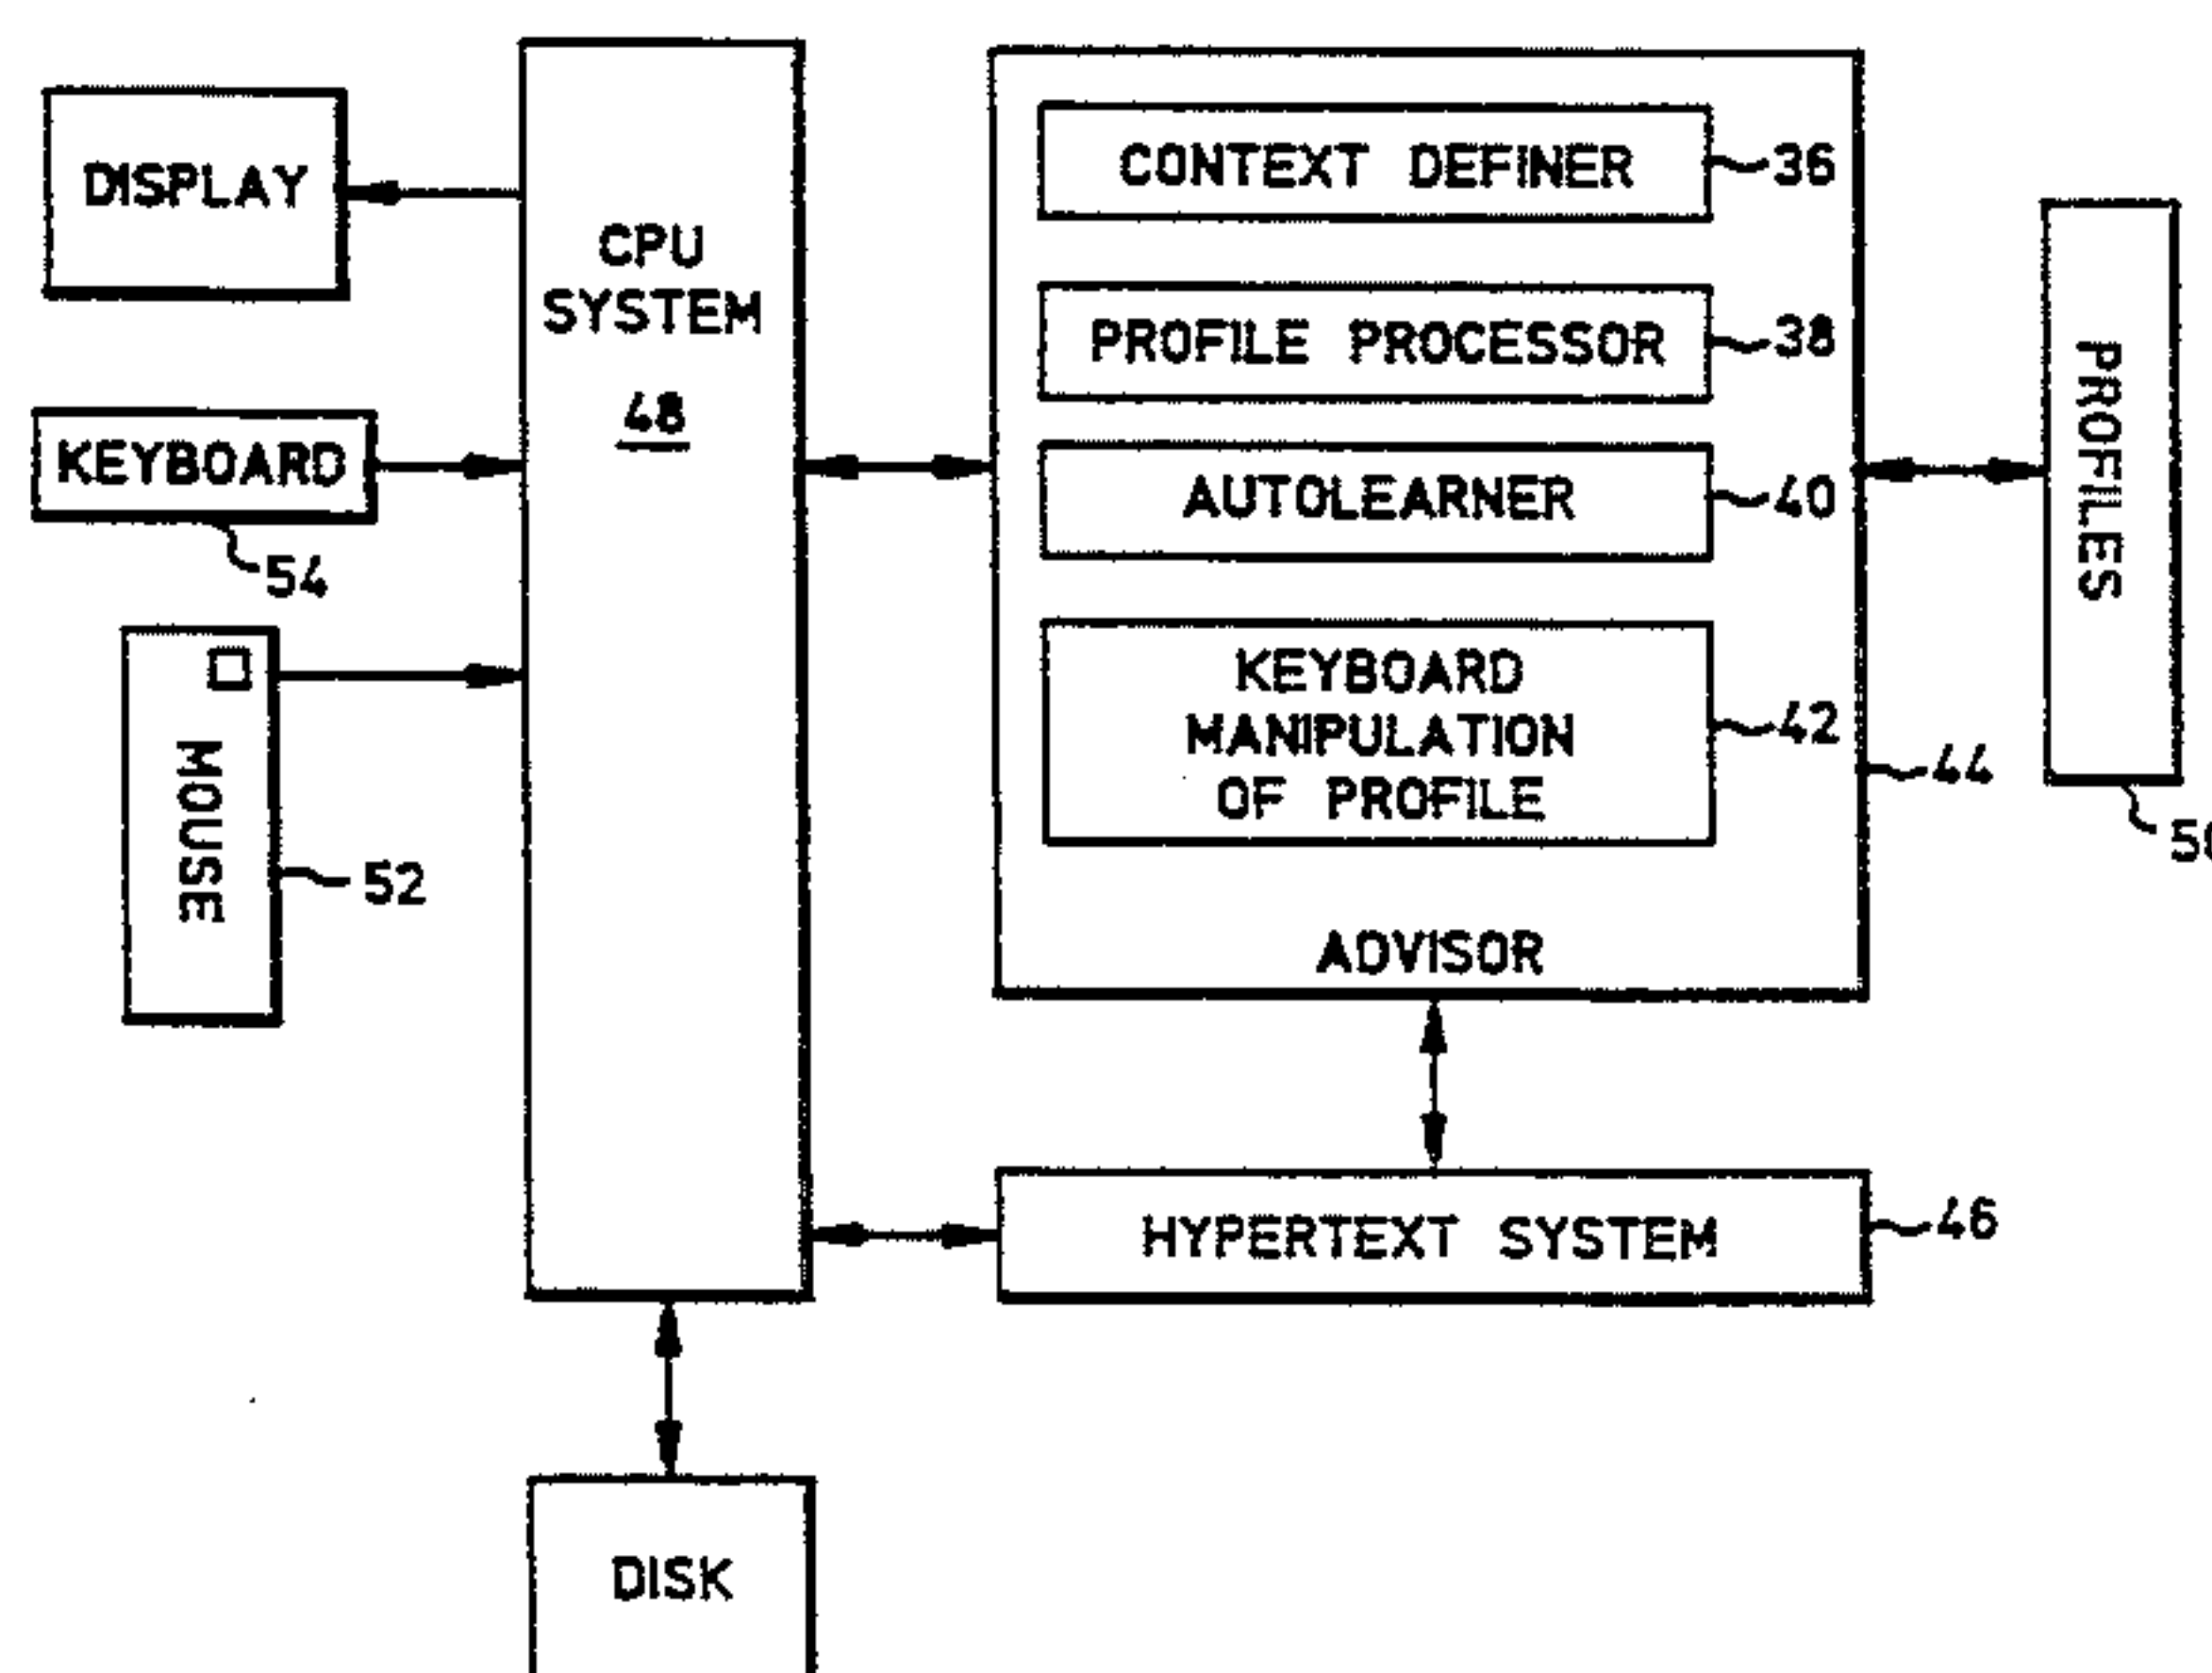 DISPLAY
CPU
SYSTEM
48
KEYBOARD
54
MOUSE
52
CONTEXT DEFINER
36
PROFILE PROCESSOR
38
AUTOLEARNER
40
KEYBOARD
MANIPULATION
OF PROFILE
42
44
ADVISOR
PROFILES
HYPERTEXT SYSTEM
46
DISK